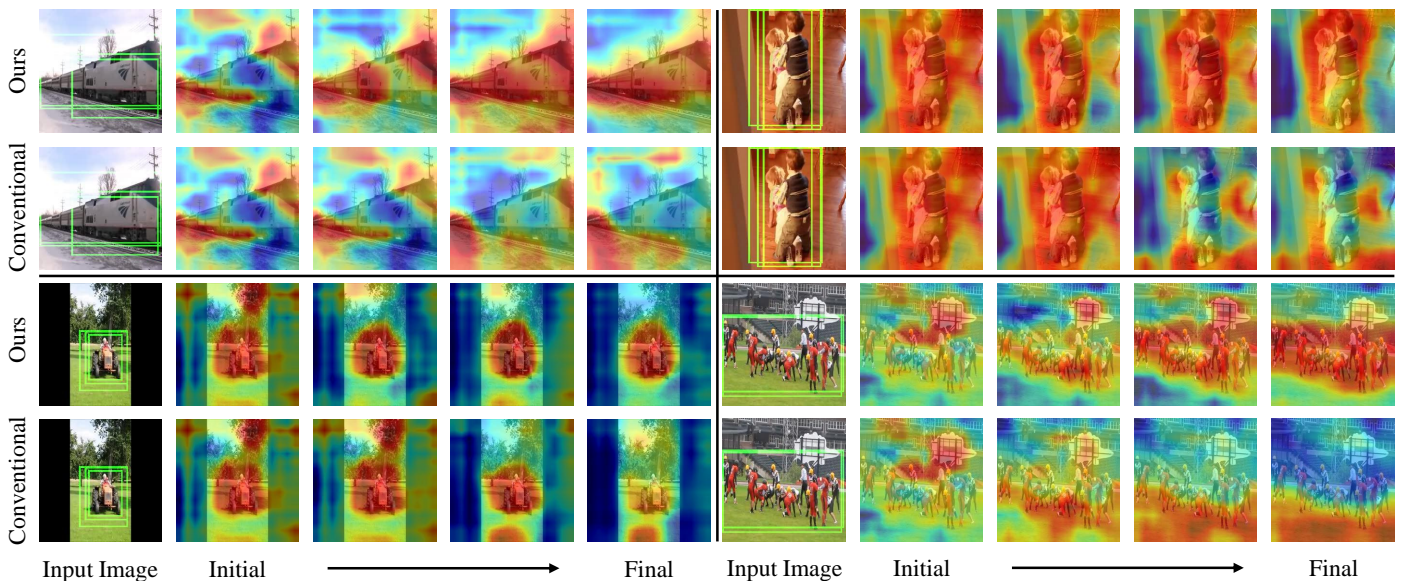 Ours
Conventional
Ours
Conventional
Input Image Initial Final Input Image Initial Final